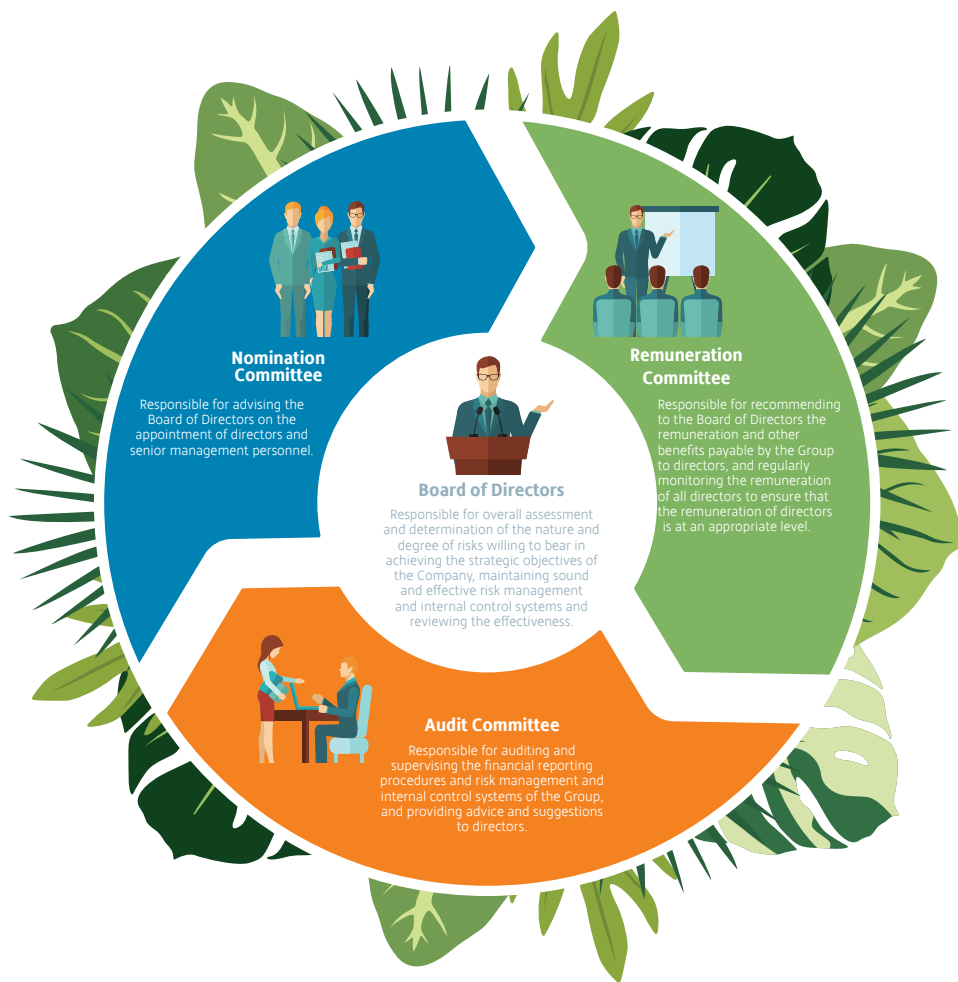 Nomination
Committee
Responsible for advising the
Board of Directors on the
appointment of directors and
senior management personnel.
Remuneration
Committee
Responsible for recommending
to the Board of Directors the
remuneration and other
benefits payable by the Group
to directors, and regularly
monitoring the remuneration
of all directors to ensure that
the remuneration of directors
is at an appropriate level.
Board of Directors
Responsible for overall assessment
and determination of the nature and
degree of risks willing to bear in
achieving the strategic objectives of
the Company, maintaining sound
and effective risk management
and internal control systems and
reviewing the effectiveness.
Audit Committee
Responsible for auditing and
supervising the financial reporting
procedures and risk management and
internal control systems of the Group,
and providing advice and suggestions
to directors.